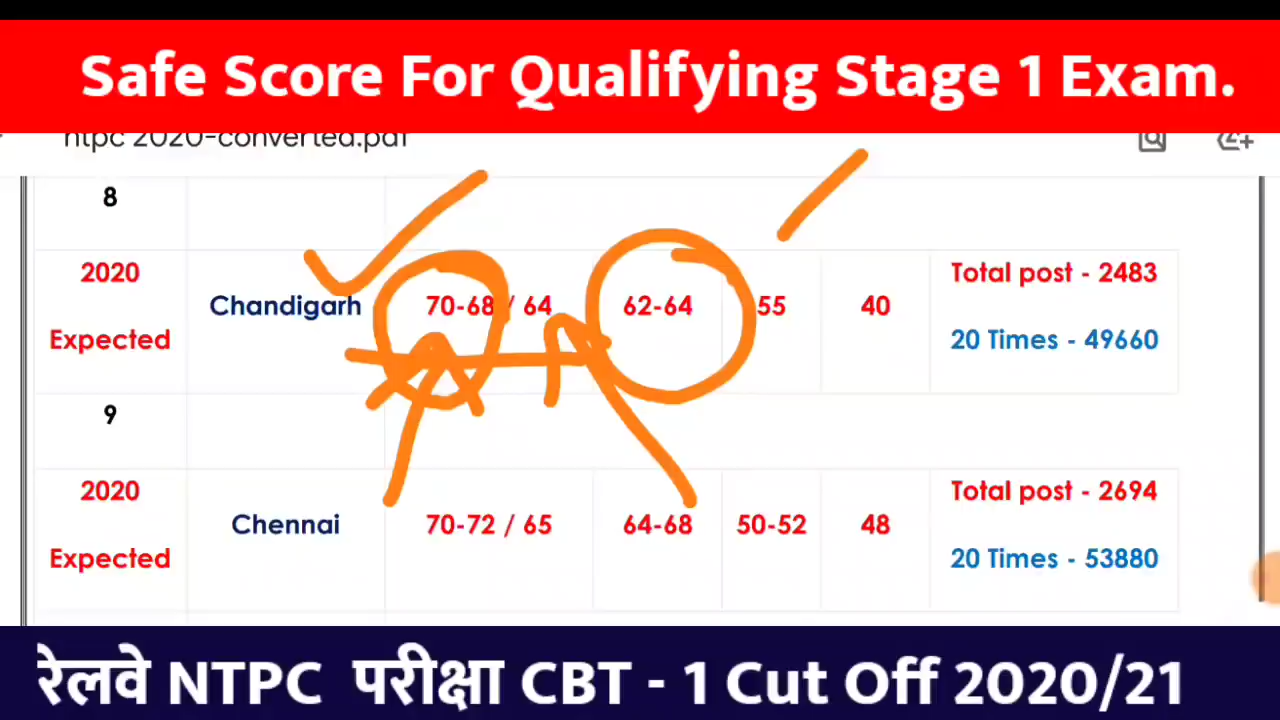 Safe Score For Qualifying Stage 1 Exam.
ntpc 2020-converted.pdf
8
2020 Expected Chandigarh 70-68 / 64 62-64 55 40 Total post - 2483 20 Times - 49660
9
2020 Expected Chennai 70-72 / 65 64-68 50-52 48 Total post - 2694 20 Times - 53880
रेलवे NTPC परीक्षा CBT - 1 Cut Off 2020/21